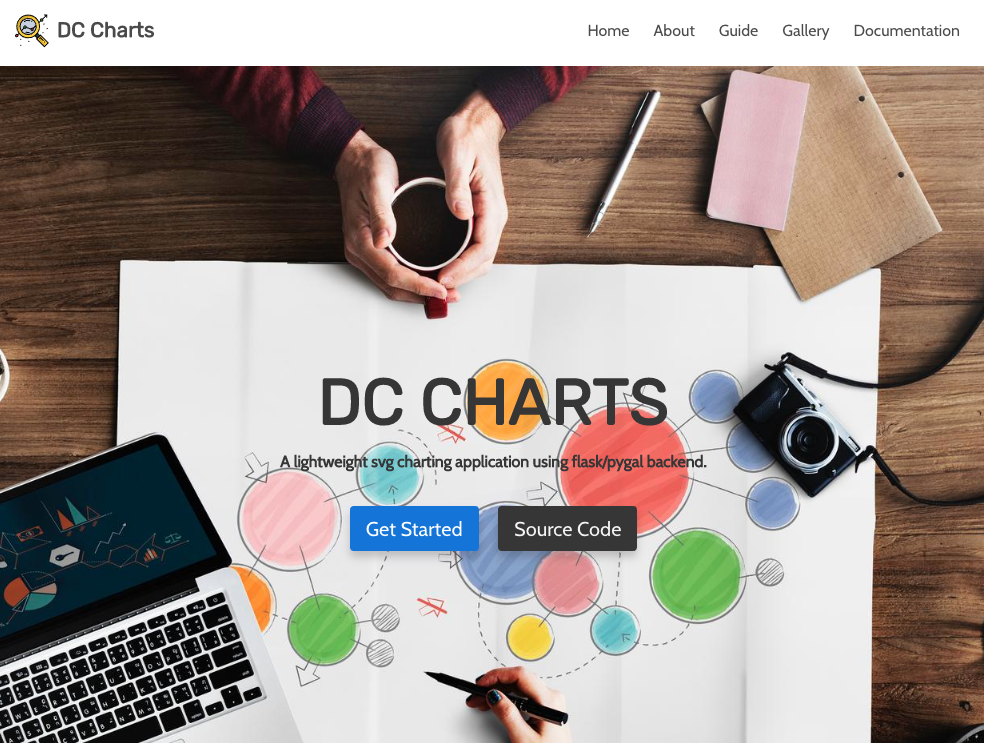 DC Charts
Home About Guide Gallery Documentation
DC CHARTS
A lightweight svg charting application using flask/pygal backend.
Get Started Source Code